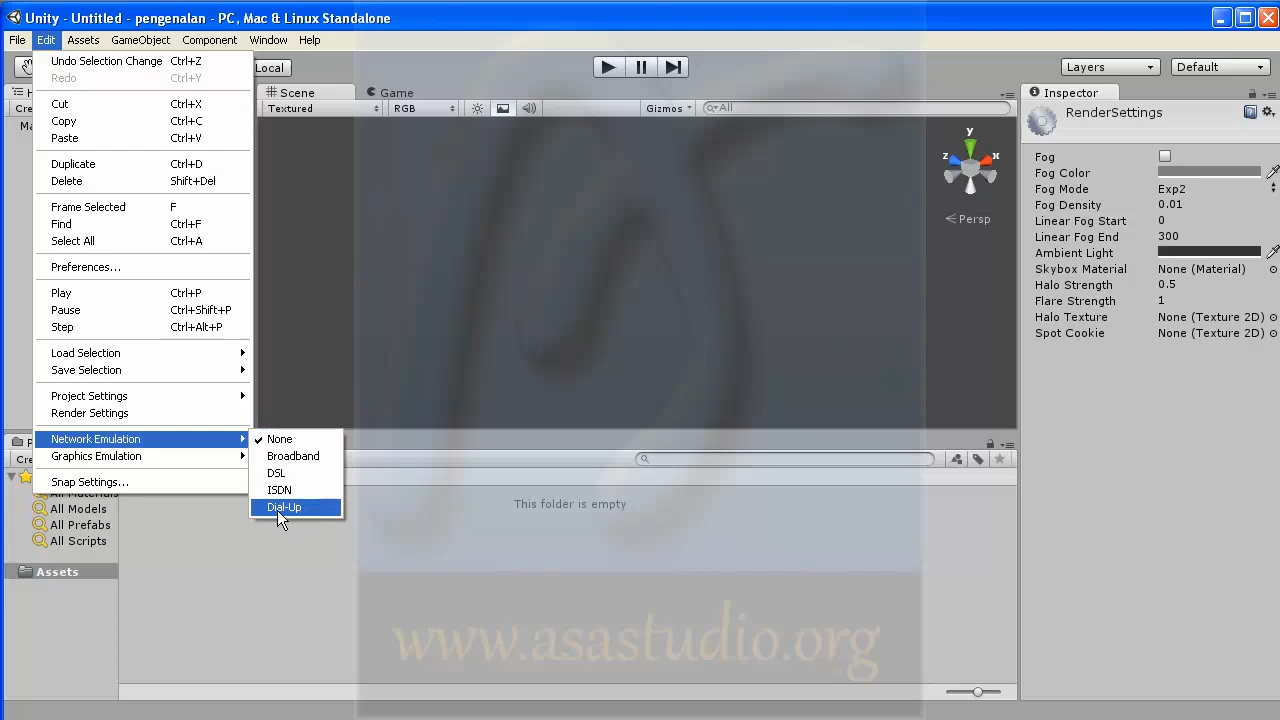 Unity - Untitled - pengenalan - PC, Mac & Linux Standalone
File Edit Assets GameObject Component Window Help
Undo Selection Change Ctrl+Z
Redo Ctrl+Y
Cut Ctrl+X
Copy Ctrl+C
Paste Ctrl+V
Duplicate Ctrl+D
Delete Shift+Del
Frame Selected F
Find Ctrl+F
Select All Ctrl+A
Preferences...
Play Ctrl+P
Pause Ctrl+Shift+P
Step Ctrl+Alt+P
Load Selection
Save Selection
Project Settings
Render Settings
Network Emulation
Graphics Emulation
Snap Settings...
None
Broadband
DSL
ISDN
Dial-Up
Local
Layers
Default
Scene
Game
Textured
RGB
Gizmos
All
y
z
x
Persp
Inspector
RenderSettings
Fog
Fog Color
Fog Mode Exp2
Fog Density 0.01
Linear Fog Start 0
Linear Fog End 300
Ambient Light
Skybox Material None (Material)
Halo Strength 0.5
Flare Strength 1
Halo Texture None (Texture 2D)
Spot Cookie None (Texture 2D)
All Materials
All Models
All Prefabs
All Scripts
Assets
This folder is empty
www.asastudio.org